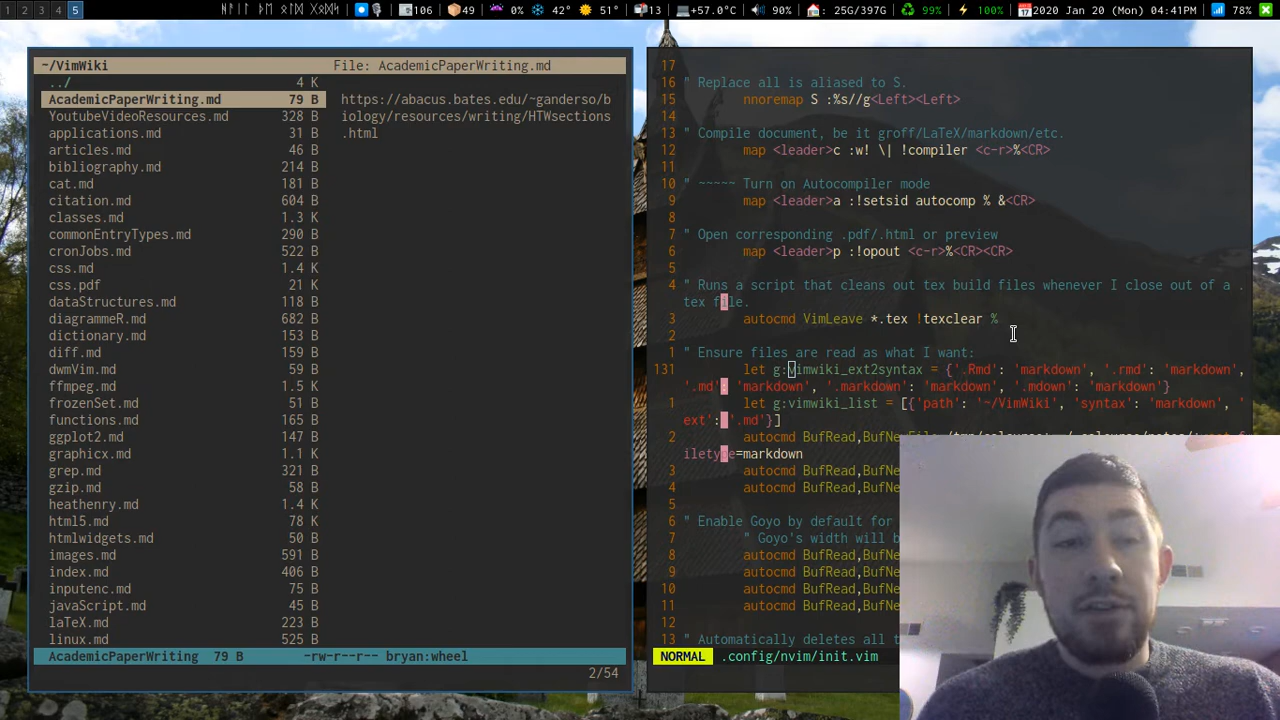 1 2 3 4 5
106 49 0% 42° 51° 13 +57.0°C 90% : 25G/397G 99% 100% 2020 Jan 20 (Mon) 04:41PM 78%
~/VimWiki File: AcademicPaperWriting.md
../ 4 K
AcademicPaperWriting.md 79 B
YoutubeVideoResources.md 328 B
applications.md 31 B
articles.md 46 B
bibliography.md 214 B
cat.md 181 B
citation.md 604 B
classes.md 1.3 K
commonEntryTypes.md 290 B
cronJobs.md 522 B
css.md 1.4 K
css.pdf 21 K
dataStructures.md 118 B
diagrammeR.md 682 B
dictionary.md 153 B
diff.md 159 B
dwmVim.md 59 B
ffmpeg.md 1.5 K
frozenSet.md 51 B
functions.md 165 B
ggplot2.md 147 B
graphicx.md 1.1 K
grep.md 321 B
gzip.md 58 B
heathenry.md 1.4 K
html5.md 78 K
htmlwidgets.md 50 B
images.md 591 B
index.md 406 B
inputenc.md 75 B
javaScript.md 45 B
laTeX.md 223 B
linux.md 525 B
https://abacus.bates.edu/~ganderso/b
iology/resources/writing/HTWsections
.html
AcademicPaperWriting 79 B -rw-r--r-- bryan:wheel
2/54
17
16 " Replace all is aliased to S.
15 nnoremap S :%s//g<Left><Left>
14
13 " Compile document, be it groff/LaTeX/markdown/etc.
12 map <leader>c :w! \| !compiler <c-r>%<CR>
11
10 " ~~~~~ Turn on Autocompiler mode
9 map <leader>a :!setsid autocomp % &<CR>
8
7 " Open corresponding .pdf/.html or preview
6 map <leader>p :!opout <c-r>%<CR><CR>
5
4 " Runs a script that cleans out tex build files whenever I close out of a .
tex file.
3 autocmd VimLeave *.tex !texclear %
2
1 " Ensure files are read as what I want:
131 let g:vimwiki_ext2syntax = {'.Rmd': 'markdown', '.rmd': 'markdown',
'.md': 'markdown', '.markdown': 'markdown', '.mdown': 'markdown'}
1 let g:vimwiki_list = [{'path': '~/VimWiki', 'syntax': 'markdown', '
ext': '.md'}]
2 autocmd BufRead,BufNe
iletype=markdown
3 autocmd BufRead,BufNe
4 autocmd BufRead,BufNe
5
6 " Enable Goyo by default for
7 " Goyo's width will b
8 autocmd BufRead,BufNe
9 autocmd BufRead,BufNe
10 autocmd BufRead,BufNe
11 autocmd BufRead,BufNe
12
13 " Automatically deletes all t
NORMAL .config/nvim/init.vim